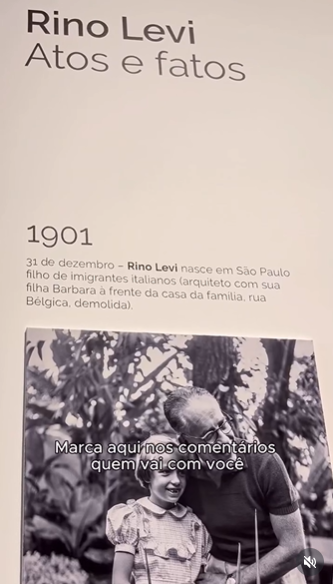 Rino Levi
Atos e fatos
1901
31 de dezembro – Rino Levi nasce em São Paulo
filho de imigrantes italianos (arquiteto com sua
filha Barbara à frente da casa da família, rua
Bélgica, demolida).
Marca aqui nos comentários
quem vai com você